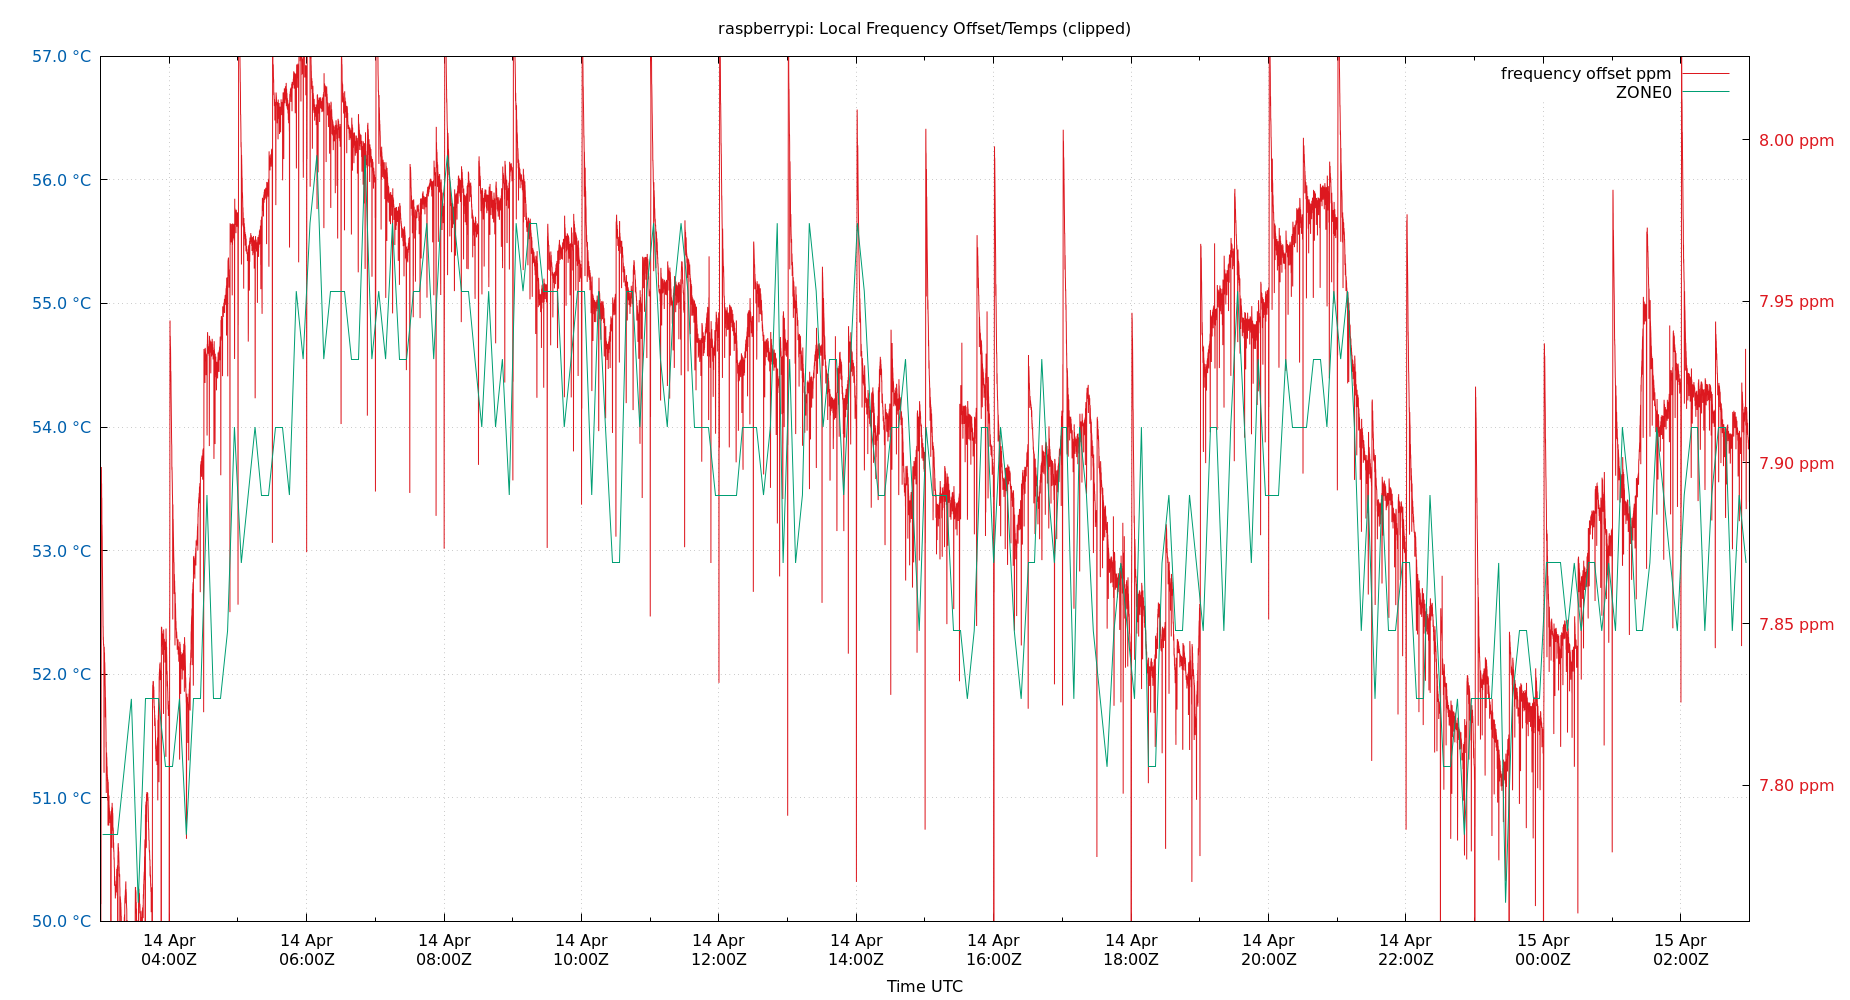 raspberrypi: Local Frequency Offset/Temps (clipped)
frequency offset ppm
ZONE0
57.0 °C
56.0 °C
55.0 °C
54.0 °C
53.0 °C
52.0 °C
51.0 °C
50.0 °C
8.00 ppm
7.95 ppm
7.90 ppm
7.85 ppm
7.80 ppm
14 Apr 14 Apr 14 Apr 14 Apr 14 Apr 14 Apr 14 Apr 14 Apr 14 Apr 14 Apr 15 Apr 15 Apr
04:00Z 06:00Z 08:00Z 10:00Z 12:00Z 14:00Z 16:00Z 18:00Z 20:00Z 22:00Z 00:00Z 02:00Z
Time UTC